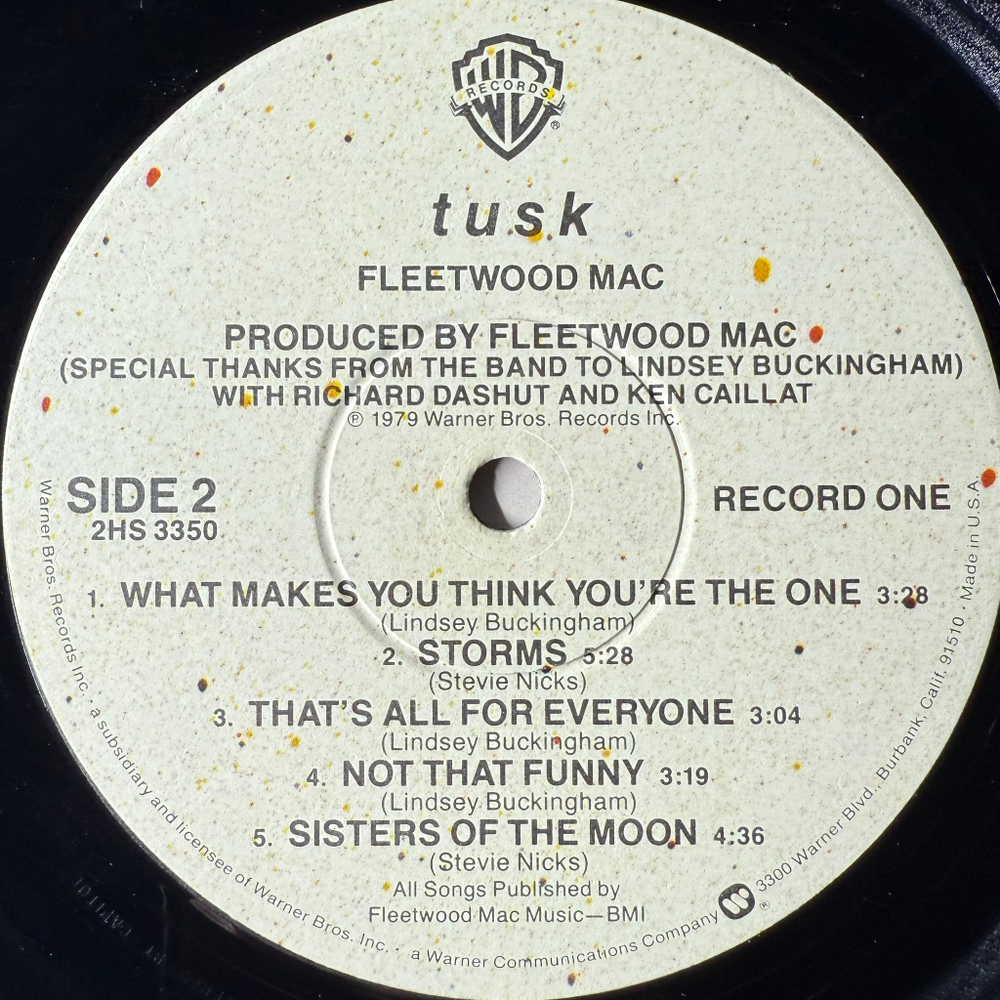 WB
RECORDS
®
tusk
FLEETWOOD MAC
PRODUCED BY FLEETWOOD MAC
(SPECIAL THANKS FROM THE BAND TO LINDSEY BUCKINGHAM)
WITH RICHARD DASHUT AND KEN CAILLAT
℗ 1979 Warner Bros. Records Inc.
SIDE 2
2HS 3350
RECORD ONE
1. WHAT MAKES YOU THINK YOU'RE THE ONE 3:28
(Lindsey Buckingham)
2. STORMS 5:28
(Stevie Nicks)
3. THAT'S ALL FOR EVERYONE 3:04
(Lindsey Buckingham)
4. NOT THAT FUNNY 3:19
(Lindsey Buckingham)
5. SISTERS OF THE MOON 4:36
(Stevie Nicks)
All Songs Published by
Fleetwood Mac Music—BMI
Warner Bros. Records Inc. · a subsidiary and licensee of Warner Bros. Inc. · a Warner Communications Company ® 3300 Warner Blvd., Burbank, Calif. 91510 · Made in U.S.A.